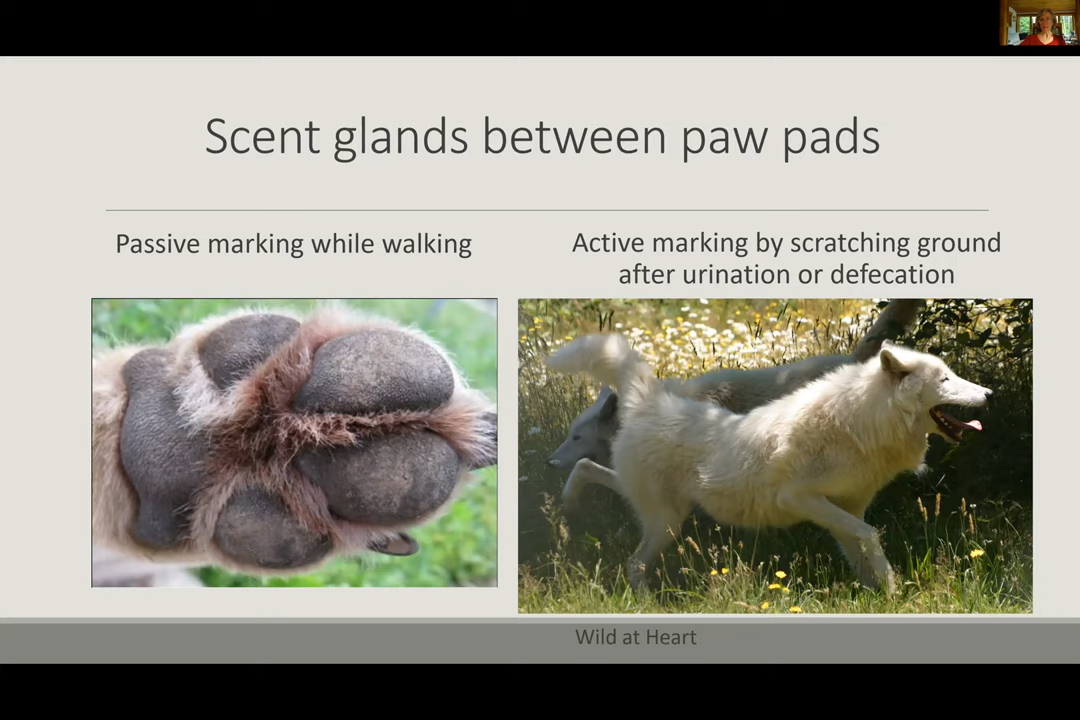 Scent glands between paw pads
Passive marking while walking
Active marking by scratching ground
after urination or defecation
Wild at Heart